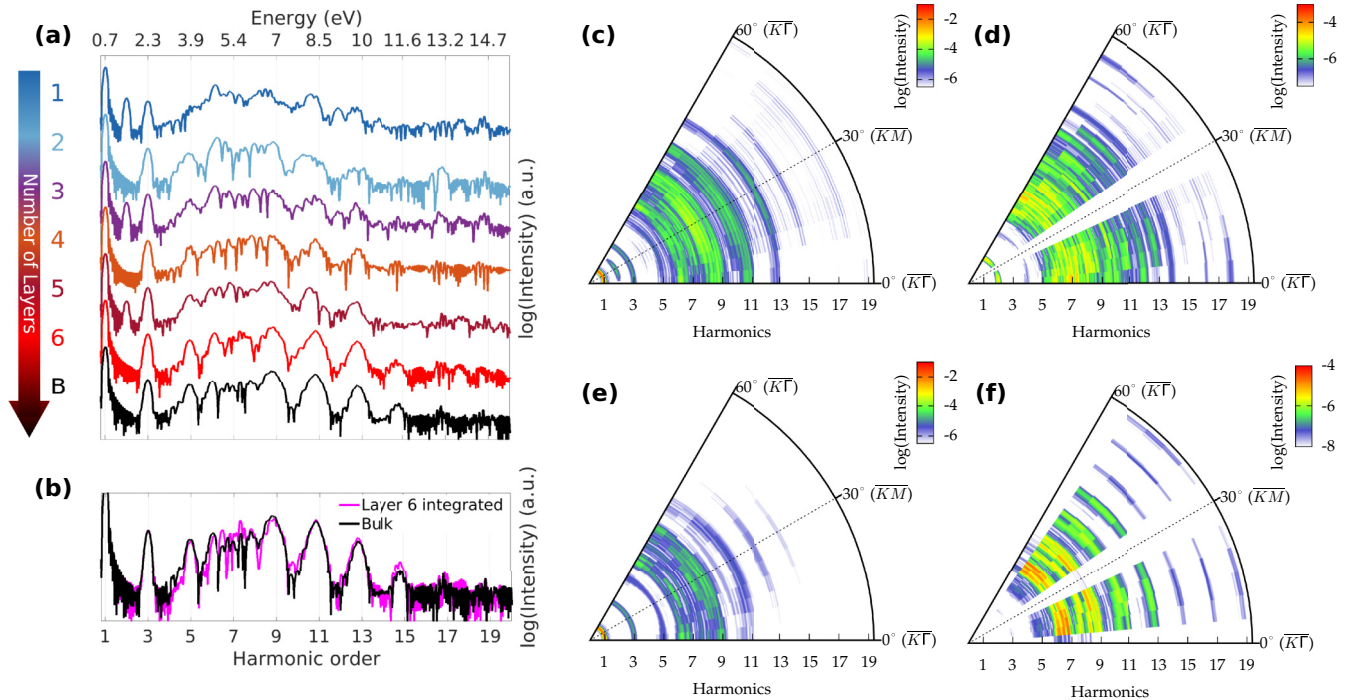 Energy (eV)
(a)
0.7 2.3 3.9 5.4 7 8.5 10 11.6 13.2 14.7
Number of Layers
1
2
3
4
5
6
B
log(Intensity) (a.u.)
(b)
Layer 6 integrated
Bulk
log(Intensity) (a.u.)
1 3 5 7 9 11 13 15 17 19
Harmonic order
(c)
60° (KΓ)
log(Intensity)
-2
-4
-6
30° (KM)
0° (KΓ)
1 3 5 7 9 11 13 15 17 19
Harmonics
(d)
60° (KΓ)
log(Intensity)
-4
-6
30° (KM)
0° (KΓ)
1 3 5 7 9 11 13 15 17 19
Harmonics
(e)
60° (KΓ)
log(Intensity)
-2
-4
-6
30° (KM)
0° (KΓ)
1 3 5 7 9 11 13 15 17 19
Harmonics
(f)
60° (KΓ)
log(Intensity)
-4
-6
-8
30° (KM)
0° (KΓ)
1 3 5 7 9 11 13 15 17 19
Harmonics